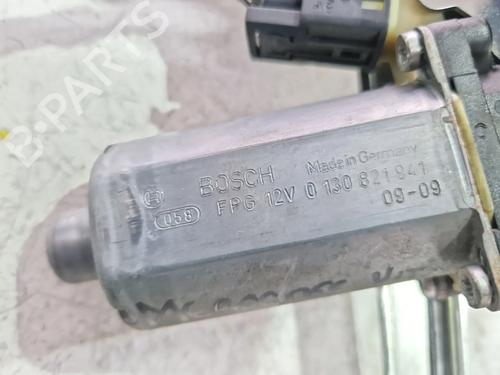 B-PARTS
BOSCH Made in Germany
058 FPG 12V 0 130 821 941
09-09